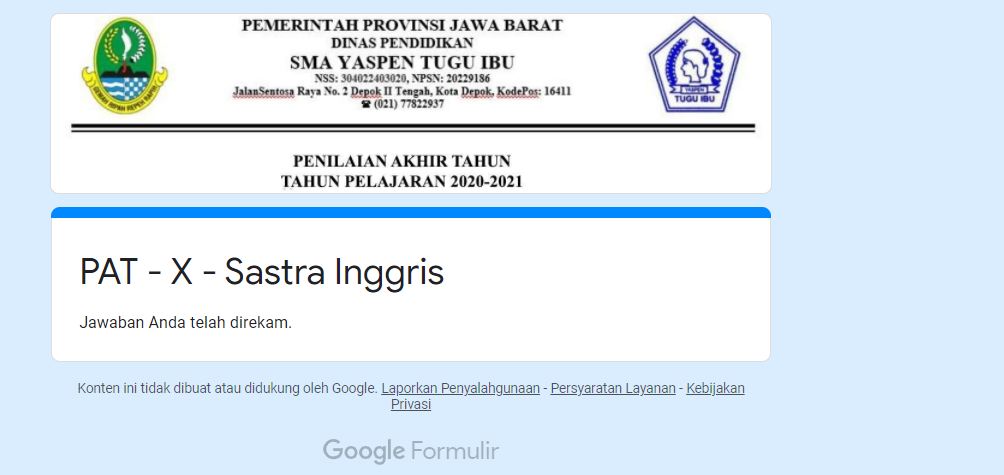 PEMERINTAH PROVINSI JAWA BARAT
DINAS PENDIDIKAN
SMA YASPEN TUGU IBU
NSS: 304022403020, NPSN: 20229186
JalanSentosa Raya No. 2 Depok II Tengah, Kota Depok, KodePos: 16411
☎ (021) 77822937
GEMAH RIPAH REPEH RAPIH
YASPEN
TUGU IBU
PENILAIAN AKHIR TAHUN
TAHUN PELAJARAN 2020-2021
PAT - X - Sastra Inggris
Jawaban Anda telah direkam.
Konten ini tidak dibuat atau didukung oleh Google. Laporkan Penyalahgunaan - Persyaratan Layanan - Kebijakan
Privasi
Google Formulir